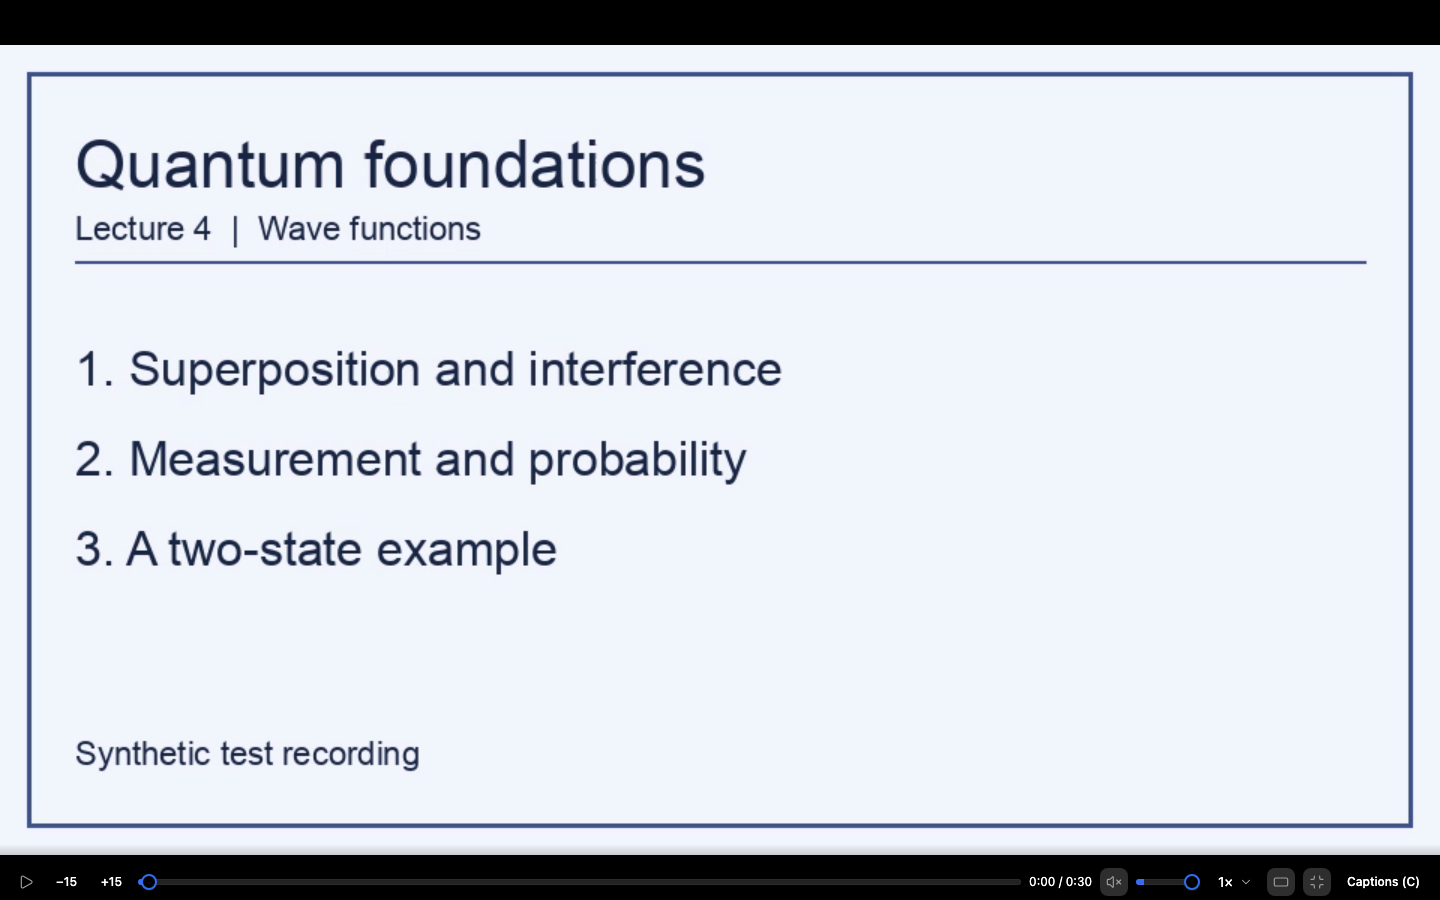 Quantum foundations
Lecture 4 | Wave functions
1. Superposition and interference
2. Measurement and probability
3. A two-state example
Synthetic test recording
−15 +15 0:00 / 0:30 1x Captions (C)